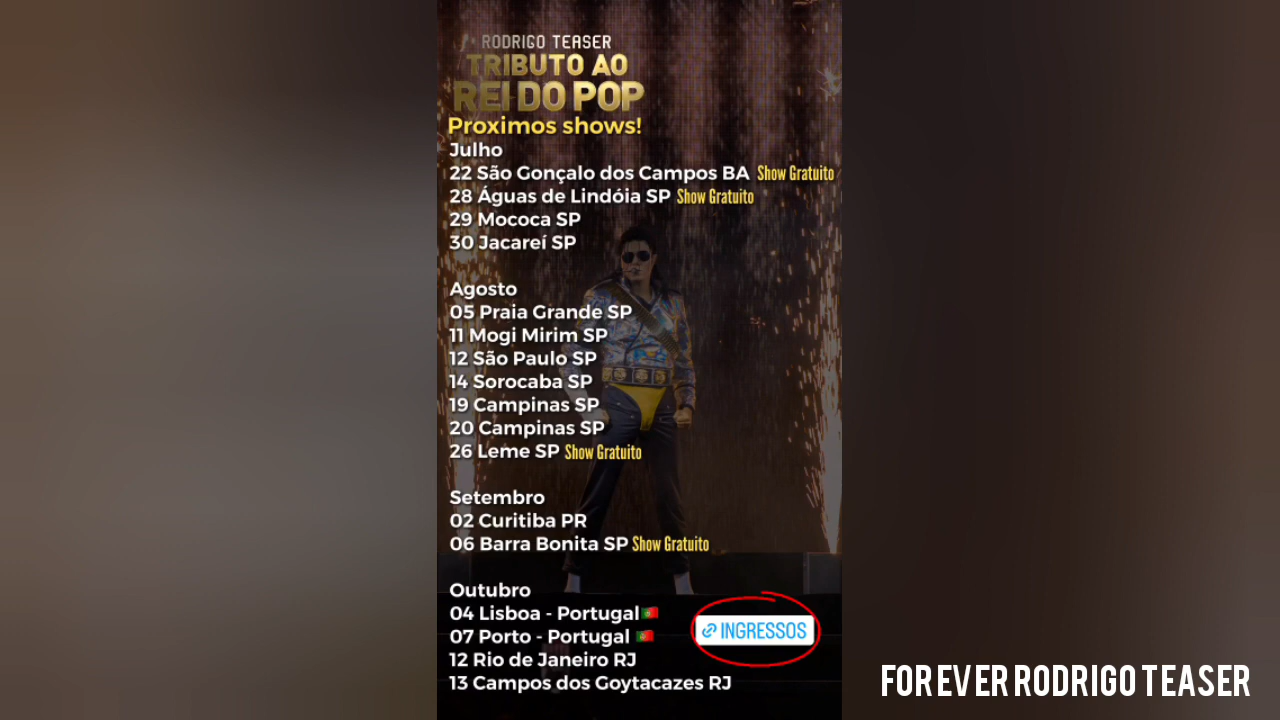 RODRIGO TEASER
TRIBUTO AO
REI DO POP
Proximos shows!
Julho
22 São Gonçalo dos Campos BA Show Gratuito
28 Águas de Lindóia SP Show Gratuito
29 Mococa SP
30 Jacareí SP
Agosto
05 Praia Grande SP
11 Mogi Mirim SP
12 São Paulo SP
14 Sorocaba SP
19 Campinas SP
20 Campinas SP
26 Leme SP Show Gratuito
Setembro
02 Curitiba PR
06 Barra Bonita SP Show Gratuito
Outubro
04 Lisboa - Portugal🇵🇹
07 Porto - Portugal 🇵🇹
12 Rio de Janeiro RJ
13 Campos dos Goytacazes RJ
INGRESSOS
FOREVER RODRIGO TEASER